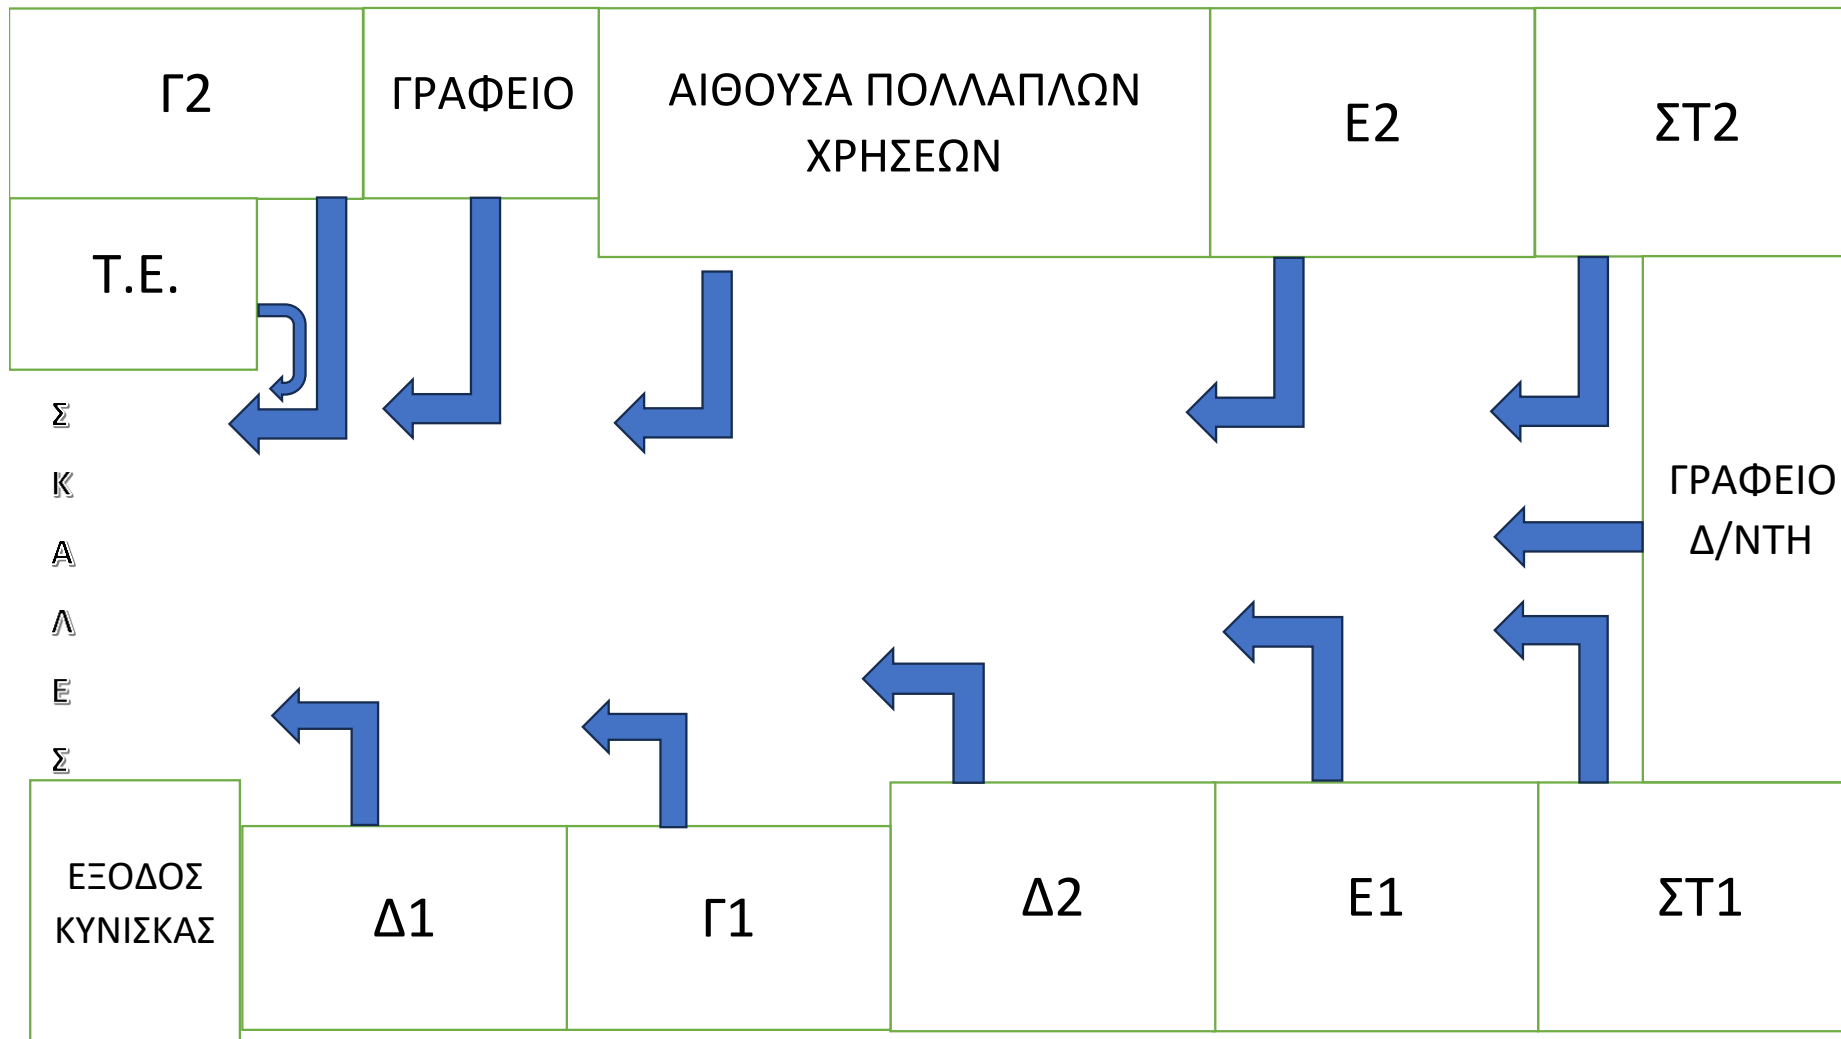 Γ2
ΓΡΑΦΕΙΟ
ΑΙΘΟΥΣΑ ΠΟΛΛΑΠΛΩΝ
ΧΡΗΣΕΩΝ
Ε2
ΣΤ2
Τ.Ε.
Σ
Κ
Α
Λ
Ε
Σ
ΓΡΑΦΕΙΟ
Δ/ΝΤΗ
ΕΞΟΔΟΣ
ΚΥΝΙΣΚΑΣ
Δ1
Γ1
Δ2
Ε1
ΣΤ1